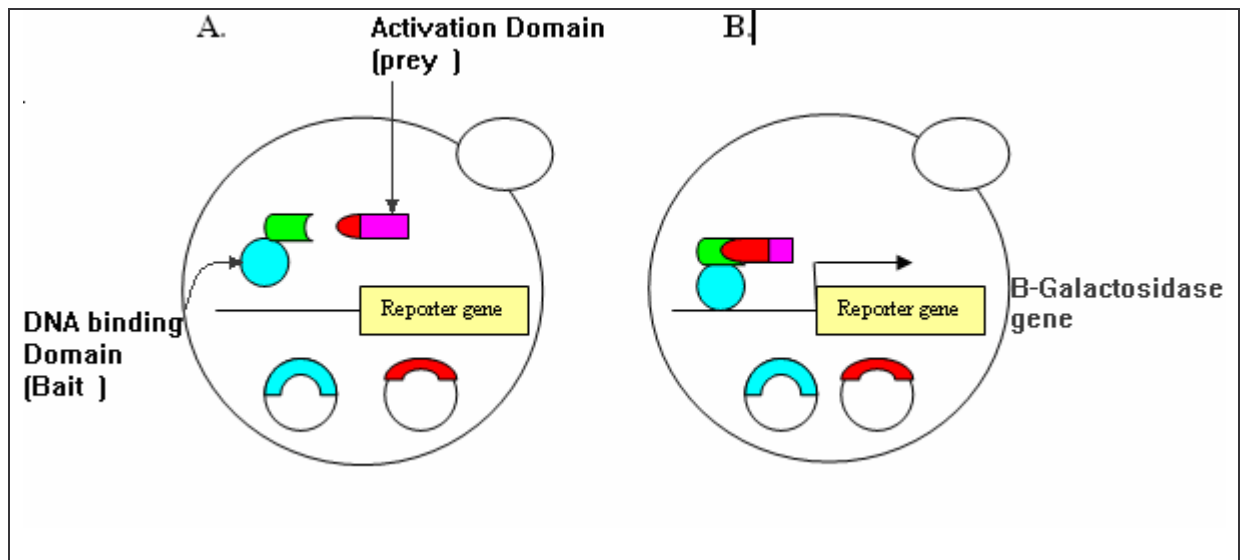 A.
Activation Domain
(prey )
B.
DNA binding
Domain
(Bait )
Reporter gene
Reporter gene
B-Galactosidase
gene